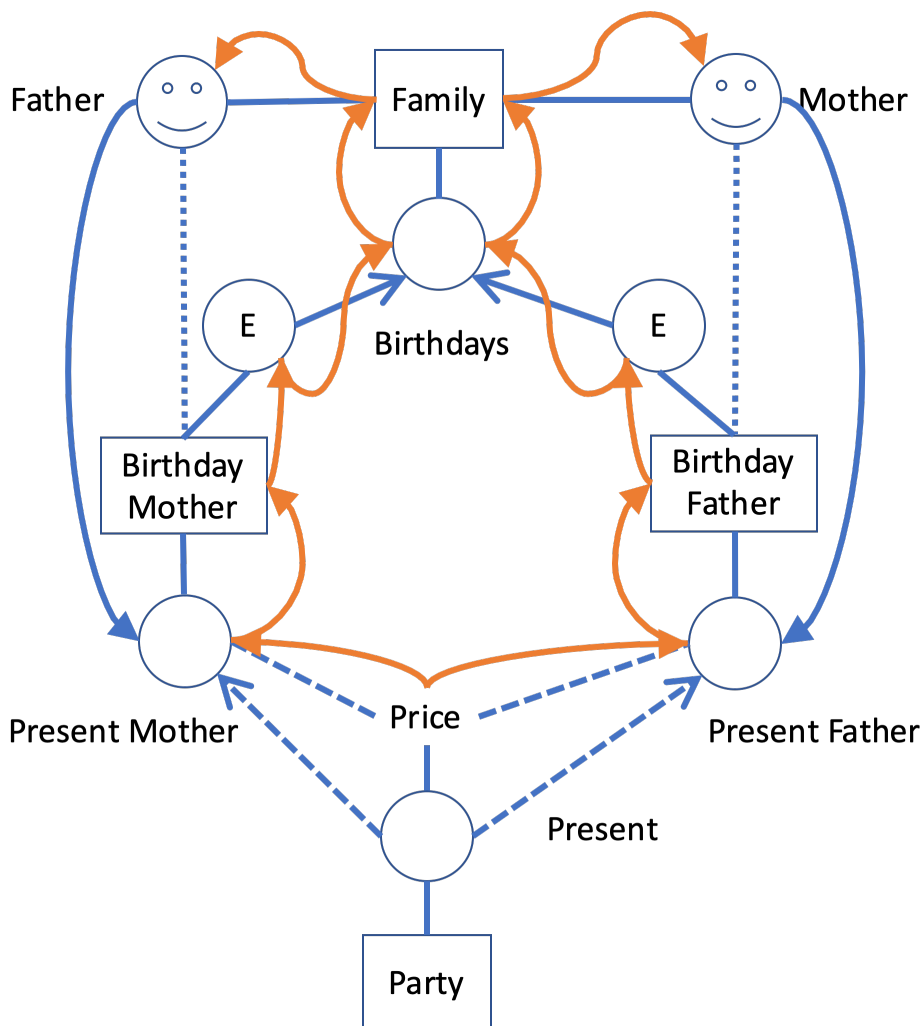 Father
Family
Mother
E
E
Birthdays
Birthday
Mother
Birthday
Father
Price
Present Mother
Present Father
Present
Party